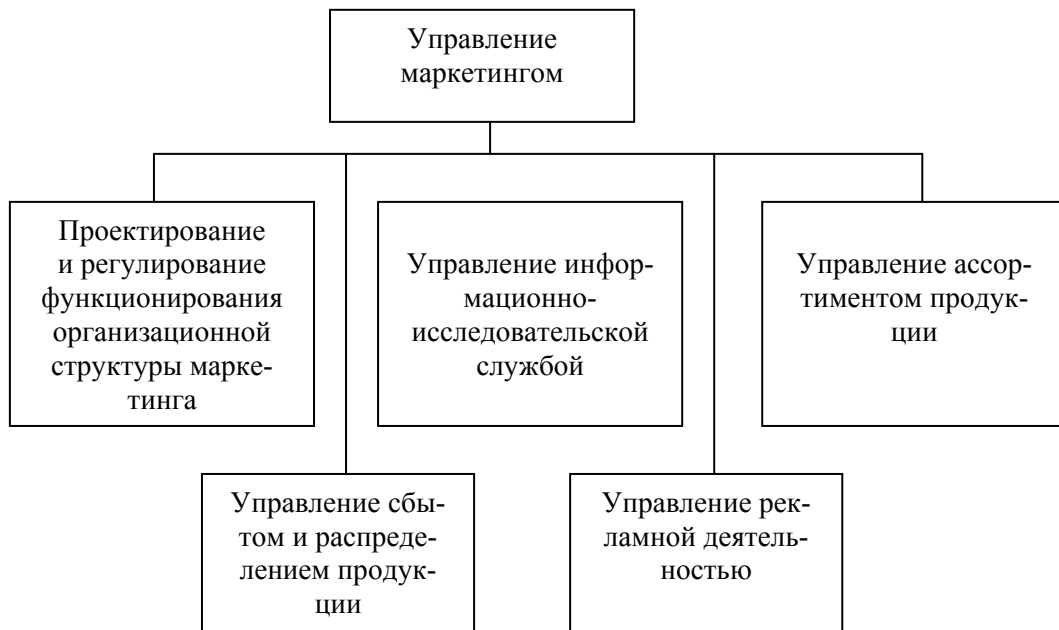 Управление
маркетингом
Проектирование
и регулирование
функционирования
организационной
структуры марке-
тинга
Управление инфор-
мационно-
исследовательской
службой
Управление ассор-
тиментом продук-
ции
Управление сбы-
том и распреде-
лением продук-
ции
Управление рек-
ламной деятель-
ностью